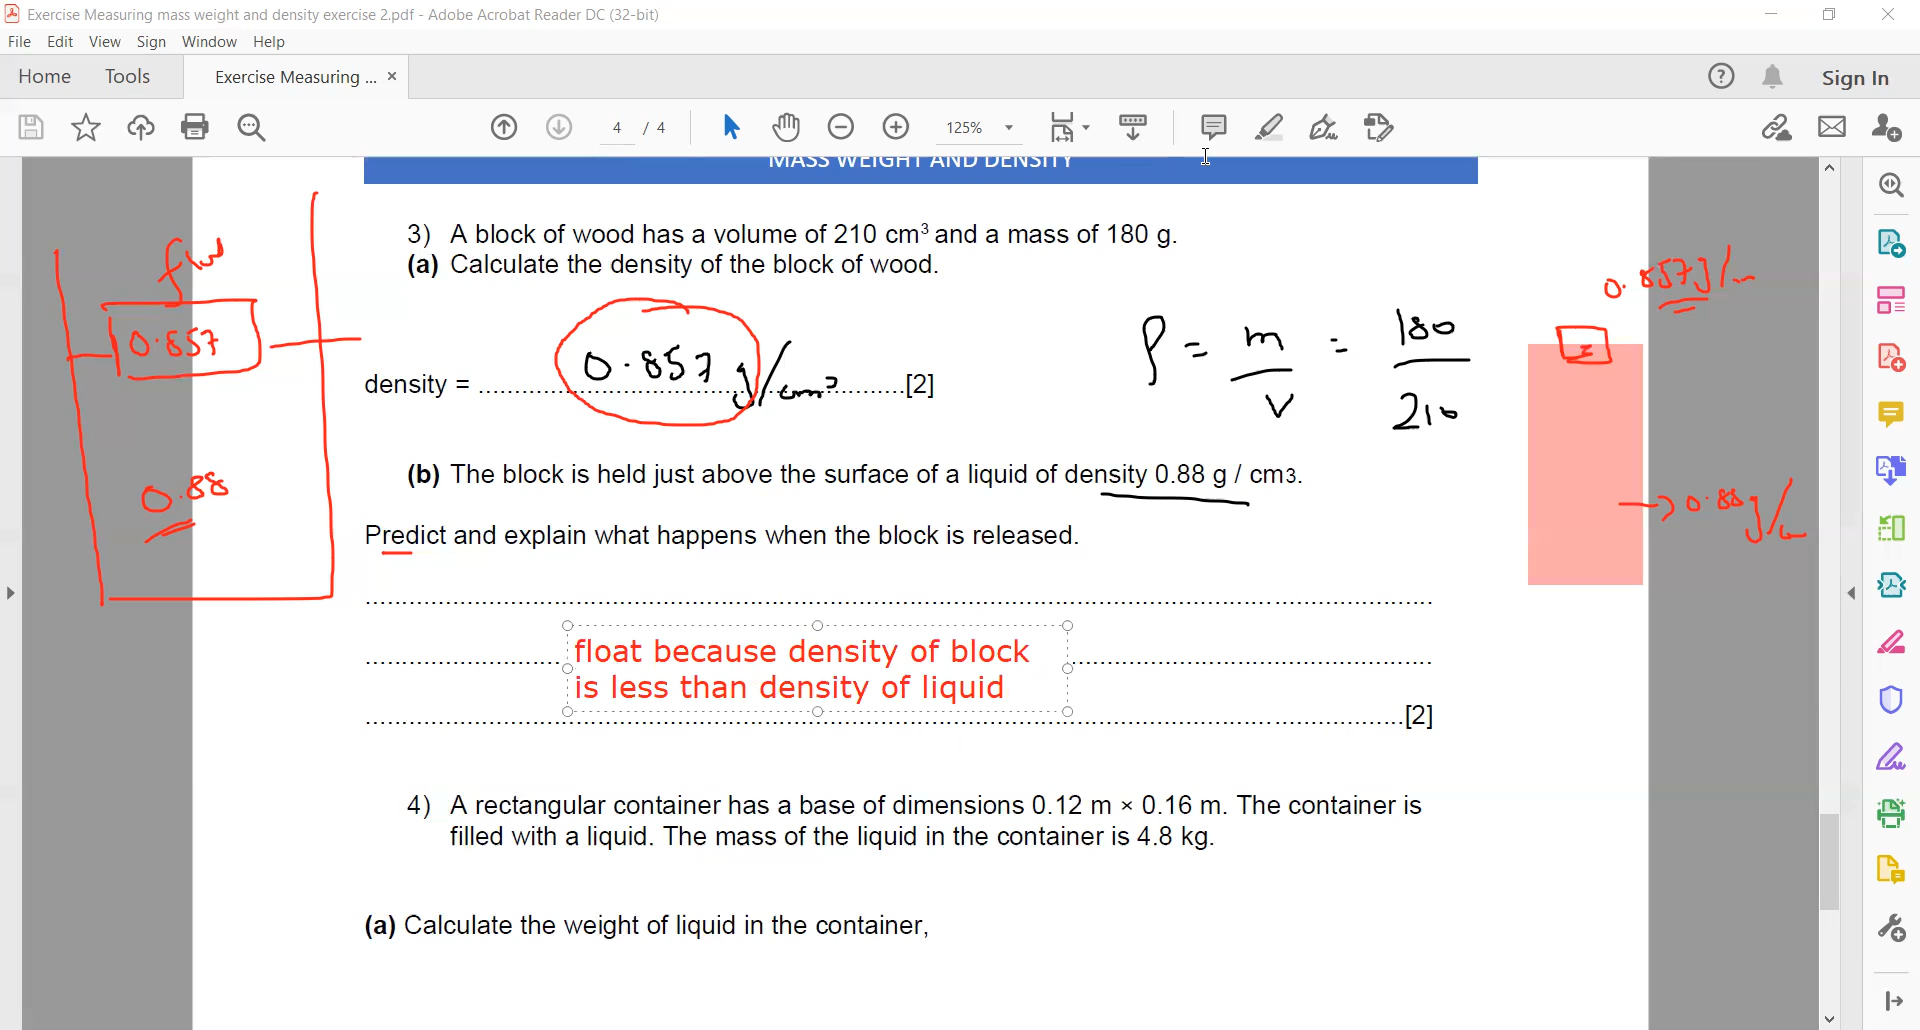 Exercise Measuring mass weight and density exercise 2.pdf - Adobe Acrobat Reader DC (32-bit)
File Edit View Sign Window Help
Home Tools Exercise Measuring ... × Sign In
4 / 4 125%
MASS WEIGHT AND DENSITY
3) A block of wood has a volume of 210 cm³ and a mass of 180 g.
(a) Calculate the density of the block of wood.
0.857
0.857 g/
ρ = m/v = 180/210
density = ........ 0.857 g/cm³ ........[2]
0.88
(b) The block is held just above the surface of a liquid of density 0.88 g / cm3.
0.88 g/
Predict and explain what happens when the block is released.
float because density of block
is less than density of liquid
[2]
4) A rectangular container has a base of dimensions 0.12 m × 0.16 m. The container is
filled with a liquid. The mass of the liquid in the container is 4.8 kg.
(a) Calculate the weight of liquid in the container,